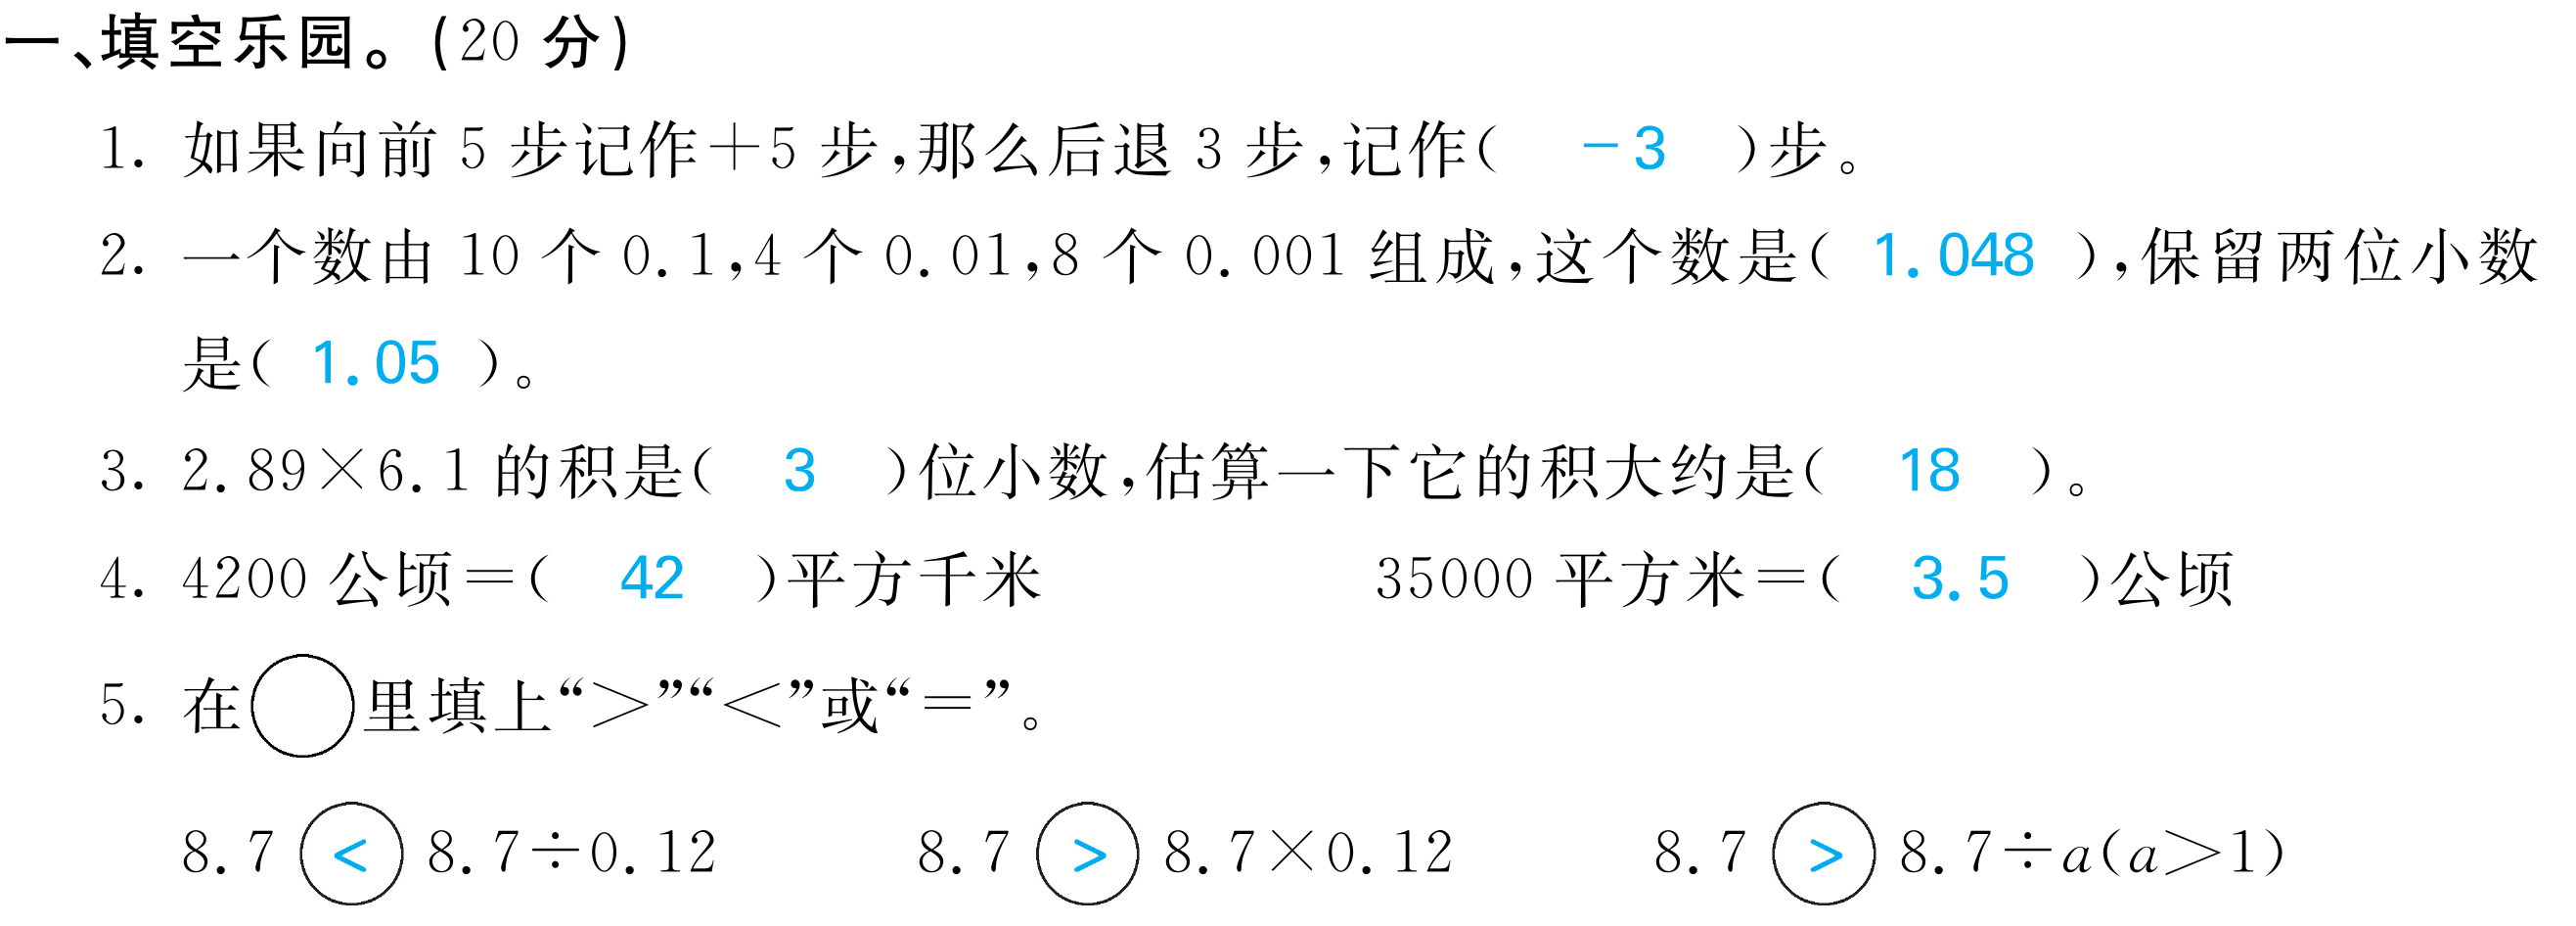 一、填空乐园。(20 分)
1. 如果向前 5 步记作+5 步,那么后退 3 步,记作( -3 )步。
2. 一个数由 10 个 0.1,4 个 0.01,8 个 0.001 组成,这个数是( 1.048 ),保留两位小数
是( 1.05 )。
3. 2.89×6.1 的积是( 3 )位小数,估算一下它的积大约是( 18 )。
4. 4200 公顷=( 42 )平方千米 35000 平方米=( 3.5 )公顷
5. 在○里填上“>”“<”或“=”。
8.7 < 8.7÷0.12 8.7 > 8.7×0.12 8.7 > 8.7÷a(a>1)